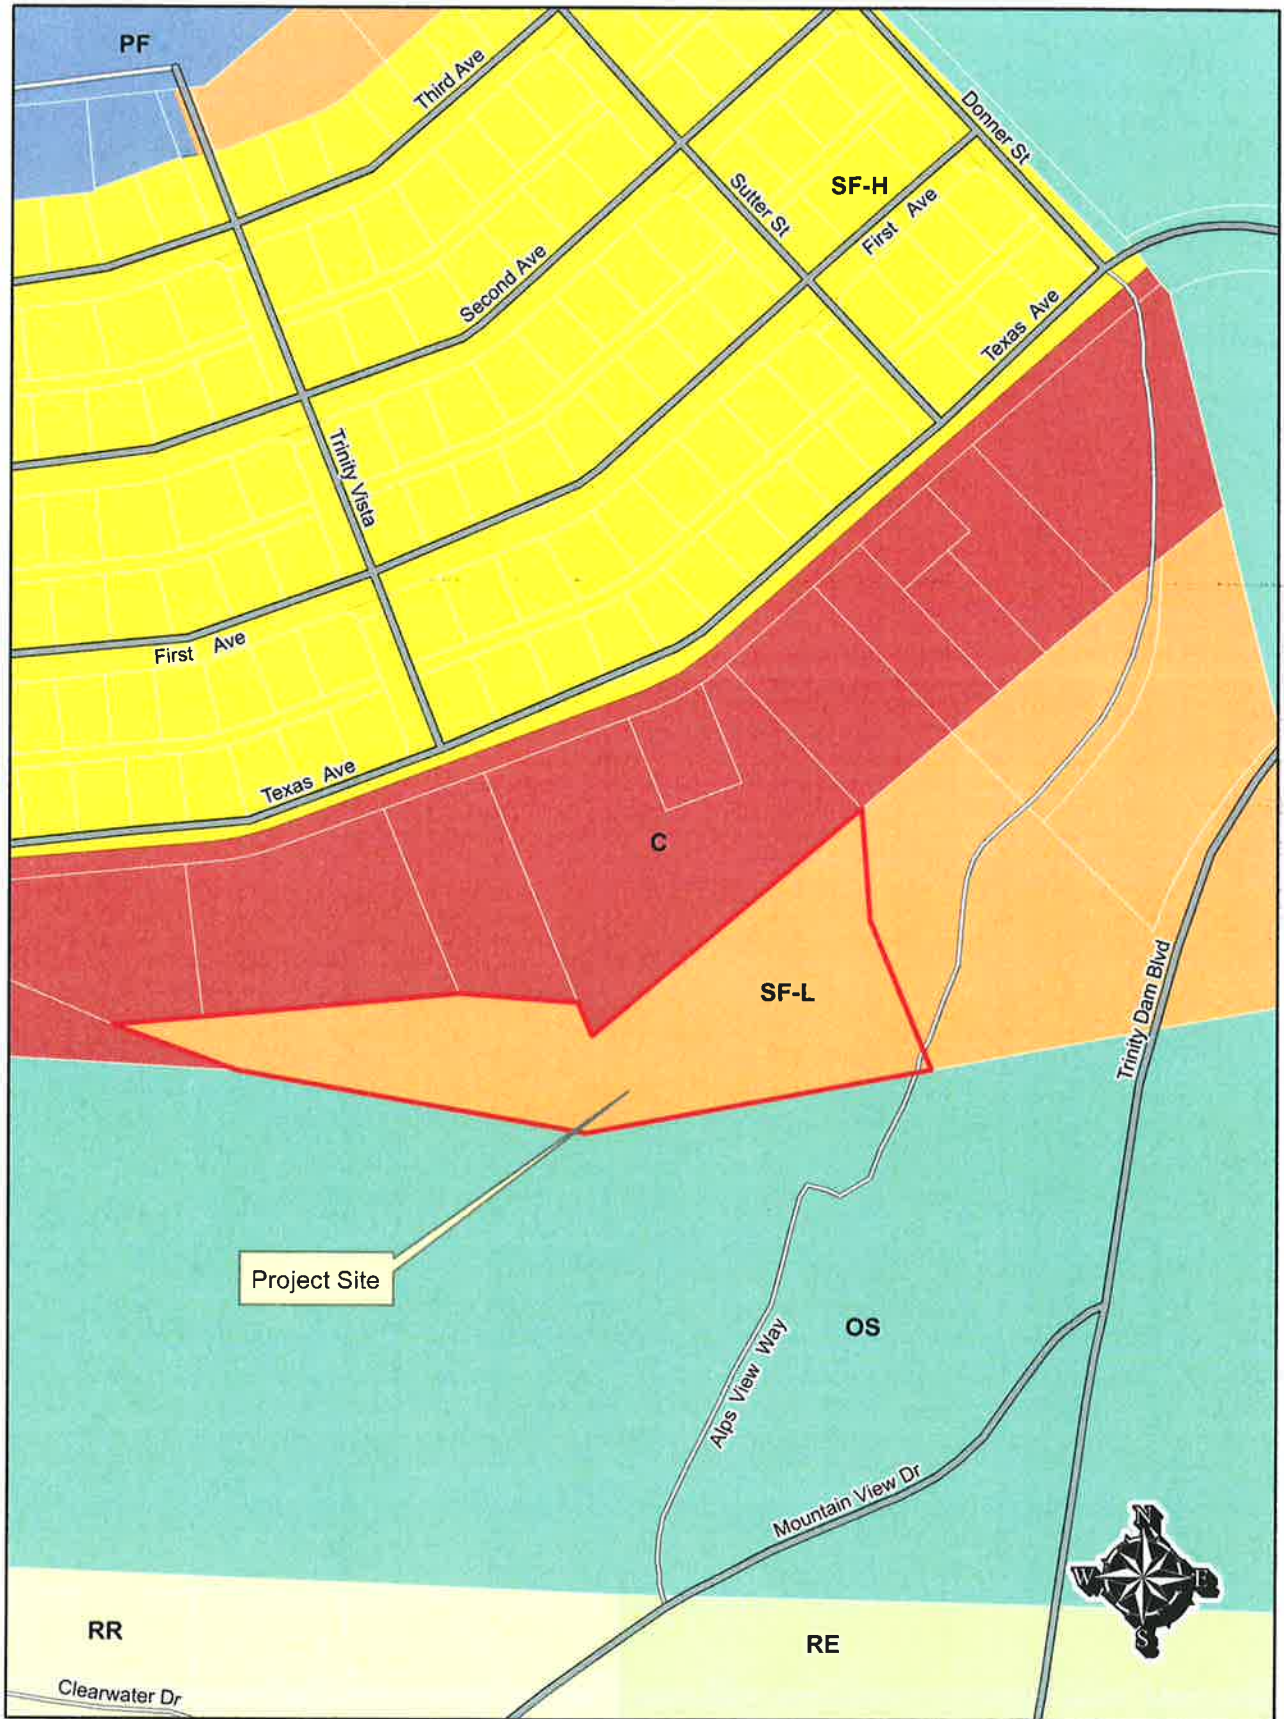 PF
Third Ave
Donner St
SF-H
Sutter St
First Ave
Second Ave
Texas Ave
Trinity Vista
First Ave
Texas Ave
C
SF-L
Trinity Dam Blvd
Project Site
OS
Alps View Way
Mountain View Dr
N
W
E
S
RR
RE
Clearwater Dr